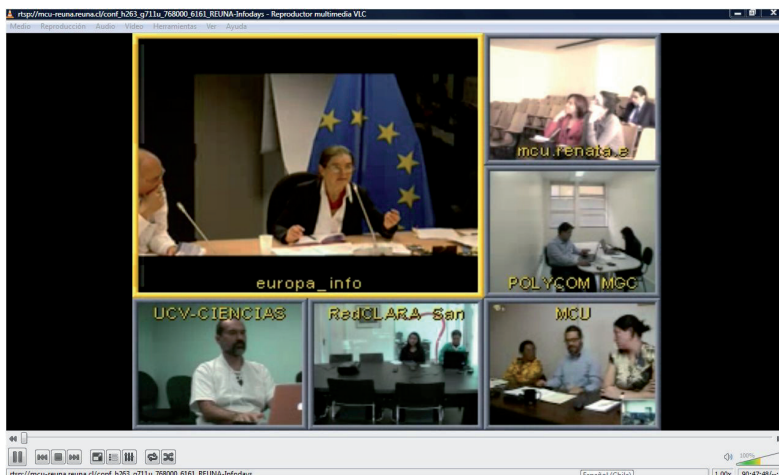 rtsp://mcu-reuna.reuna.cl/conf_h263_g711u_768000_6161_REUNA-Infodays - Reproductor multimedia VLC
Medio Reproducción Audio Vídeo Herramientas Ver Ayuda
mcu.renata.e
europa_info
POLYCOM MGC
UCV-CIENCIAS
RedCLARA San
MCU
100%
rtsp://mcu-reuna.reuna.cl/conf_h263_g711u_768000_6161_REUNA-Infodays
Español (Chile)
1.00x